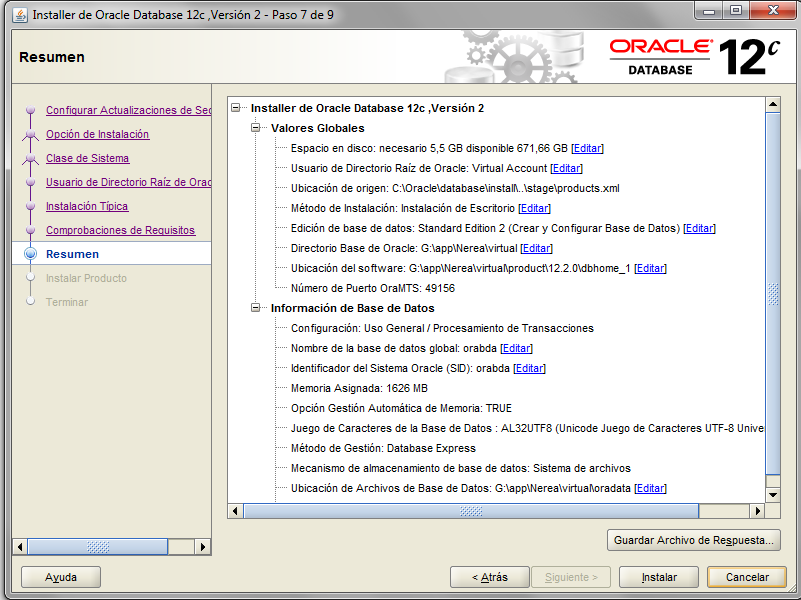 Installer de Oracle Database 12c ,Versión 2 - Paso 7 de 9
Resumen
ORACLE
DATABASE
12c
Configurar Actualizaciones de Sec
Opción de Instalación
Clase de Sistema
Usuario de Directorio Raíz de Orac
Instalación Típica
Comprobaciones de Requisitos
Resumen
Instalar Producto
Terminar
Installer de Oracle Database 12c ,Versión 2
Valores Globales
Espacio en disco: necesario 5,5 GB disponible 671,66 GB [Editar]
Usuario de Directorio Raíz de Oracle: Virtual Account [Editar]
Ubicación de origen: C:\Oracle\database\install\..\stage\products.xml
Método de Instalación: Instalación de Escritorio [Editar]
Edición de base de datos: Standard Edition 2 (Crear y Configurar Base de Datos) [Editar]
Directorio Base de Oracle: G:\app\Nerea\virtual [Editar]
Ubicación del software: G:\app\Nerea\virtual\product\12.2.0\dbhome_1 [Editar]
Número de Puerto OraMTS: 49156
Información de Base de Datos
Configuración: Uso General / Procesamiento de Transacciones
Nombre de la base de datos global: orabda [Editar]
Identificador del Sistema Oracle (SID): orabda [Editar]
Memoria Asignada: 1626 MB
Opción Gestión Automática de Memoria: TRUE
Juego de Caracteres de la Base de Datos : AL32UTF8 (Unicode Juego de Caracteres UTF-8 Univer
Método de Gestión: Database Express
Mecanismo de almacenamiento de base de datos: Sistema de archivos
Ubicación de Archivos de Base de Datos: G:\app\Nerea\virtual\oradata [Editar]
Guardar Archivo de Respuesta...
Ayuda
< Atrás
Siguiente >
Instalar
Cancelar